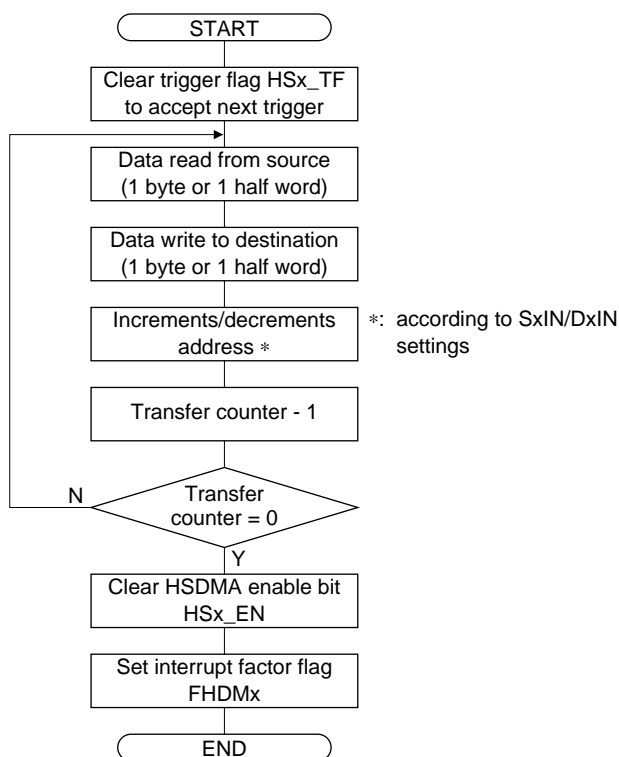 START
Clear trigger flag HSx_TF
to accept next trigger
Data read from source
(1 byte or 1 half word)
Data write to destination
(1 byte or 1 half word)
Increments/decrements
address *
*: according to SxIN/DxIN
settings
Transfer counter - 1
Transfer
counter = 0
N
Y
Clear HSDMA enable bit
HSx_EN
Set interrupt factor flag
FHDMx
END